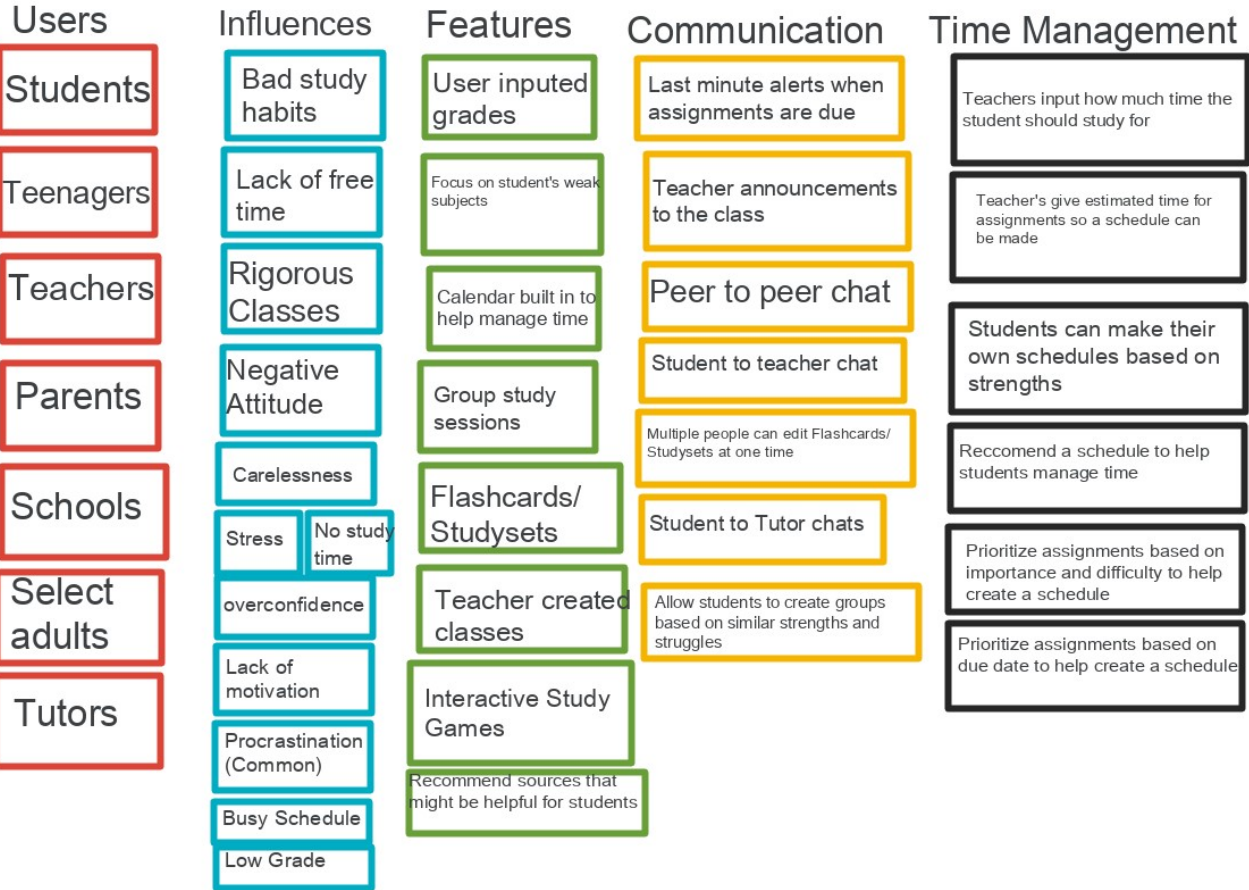 Users
Students
Teenagers
Teachers
Parents
Schools
Select
adults
Tutors
Influences
Bad study
habits
Lack of free
time
Rigorous
Classes
Negative
Attitude
Carelessness
Stress
No study
time
overconfidence
Lack of
motivation
Procrastination
(Common)
Busy Schedule
Low Grade
Features
User inputed
grades
Focus on student's weak
subjects
Calendar built in to
help manage time
Group study
sessions
Flashcards/
Studysets
Teacher created
classes
Interactive Study
Games
Recommend sources that
might be helpful for students
Communication
Last minute alerts when
assignments are due
Teacher announcements
to the class
Peer to peer chat
Student to teacher chat
Multiple people can edit Flashcards/
Studysets at one time
Student to Tutor chats
Allow students to create groups
based on similar strengths and
struggles
Time Management
Teachers input how much time the
student should study for
Teacher's give estimated time for
assignments so a schedule can
be made
Students can make their
own schedules based on
strengths
Reccomend a schedule to help
students manage time
Prioritize assignments based on
importance and difficulty to help
create a schedule
Prioritize assignments based on
due date to help create a schedule